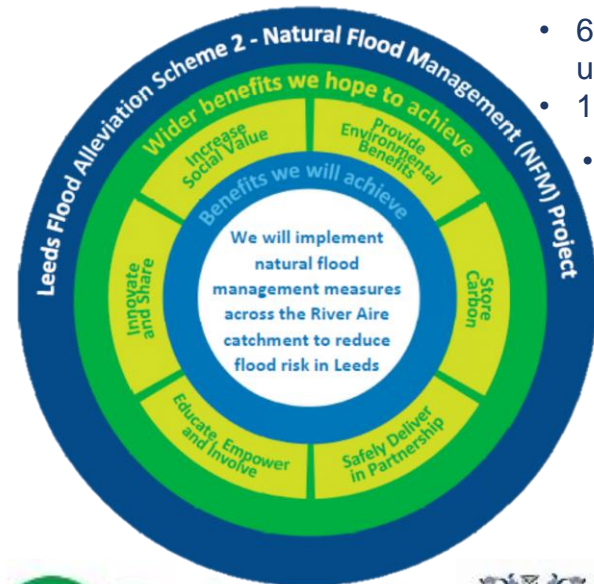 Leeds Flood Alleviation Scheme 2 - Natural Flood Management (NFM) Project
Wider benefits we hope to achieve
Increase
Social Value
Provide
Environmental
Benefits
Store
Carbon
Safely Deliver
in Partnership
Educate, Empower
and Involve
Innovate
and Share
Benefits we will achieve
We will implement
natural flood
management measures
across the River Aire
catchment to reduce
flood risk in Leeds
• 6
u
• 1
•